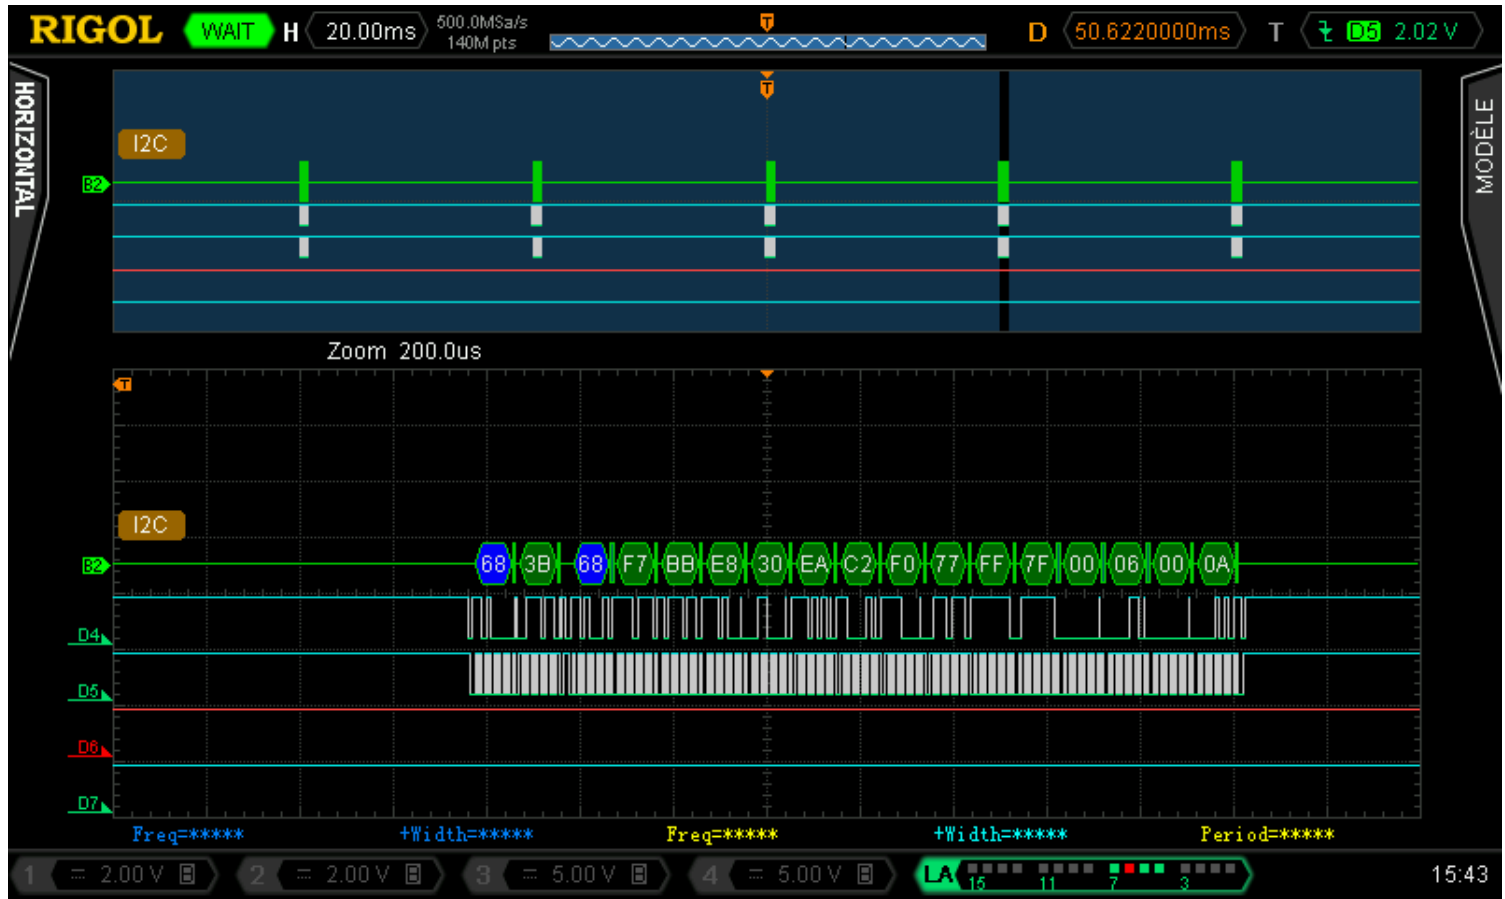 RIGOL WAIT H 20.00ms 500.0MSa/s 140M pts T D 50.6220000ms T D5 2.02 V
HORIZONTAL
MODÈLE
T
I2C
B2
Zoom 200.0us
T
I2C
B2 68 3B 68 F7 BB E8 30 EA C2 F0 77 FF 7F 00 06 00 0A
D4
D5
D6
D7
Freq=***** +Width=***** Freq=***** +Width=***** Period=*****
1 2.00 V B 2 2.00 V B 3 5.00 V B 4 5.00 V B LA 15 11 7 3 15:43